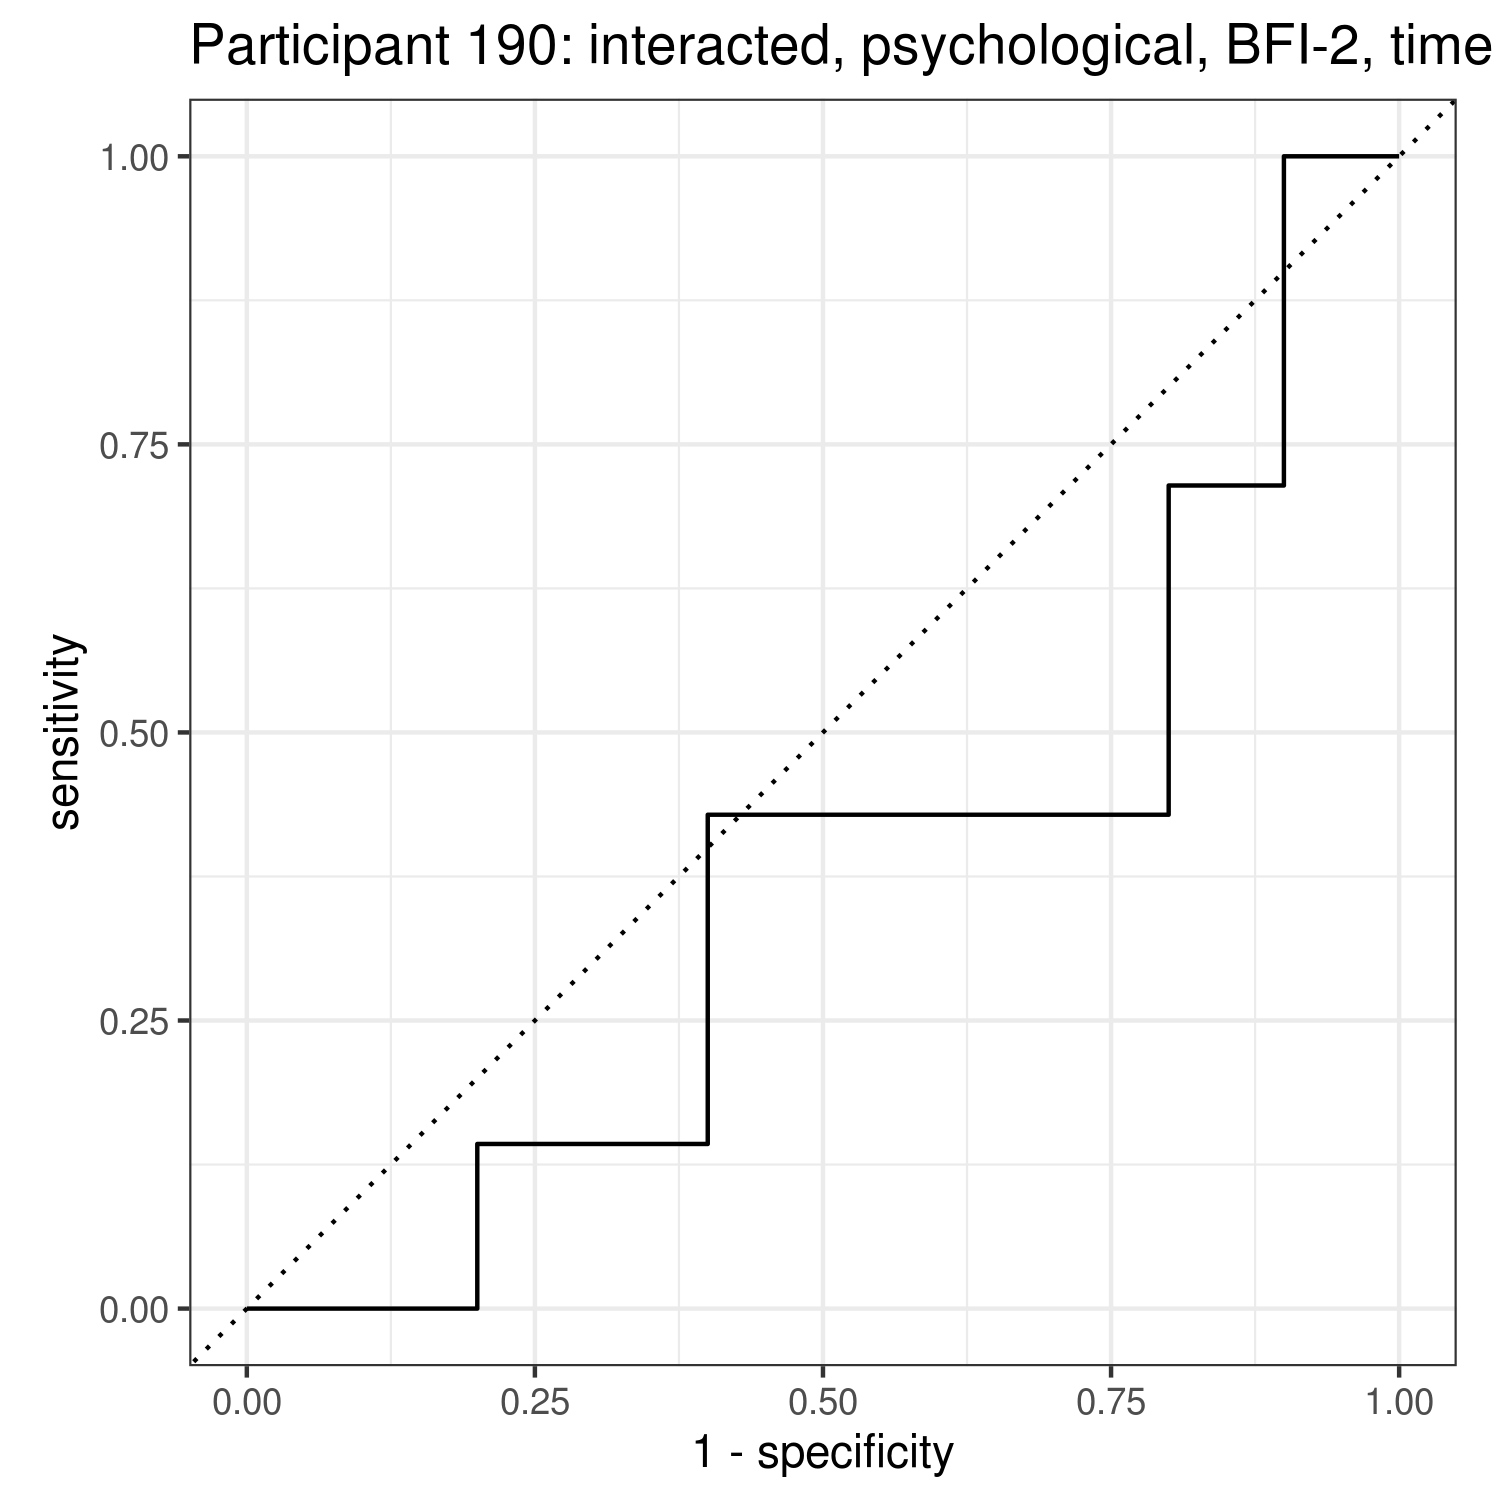 Participant 190: interacted, psychological, BFI-2, time
1.00
0.75
0.50
0.25
0.00
sensitivity
0.00 0.25 0.50 0.75 1.00
1 - specificity